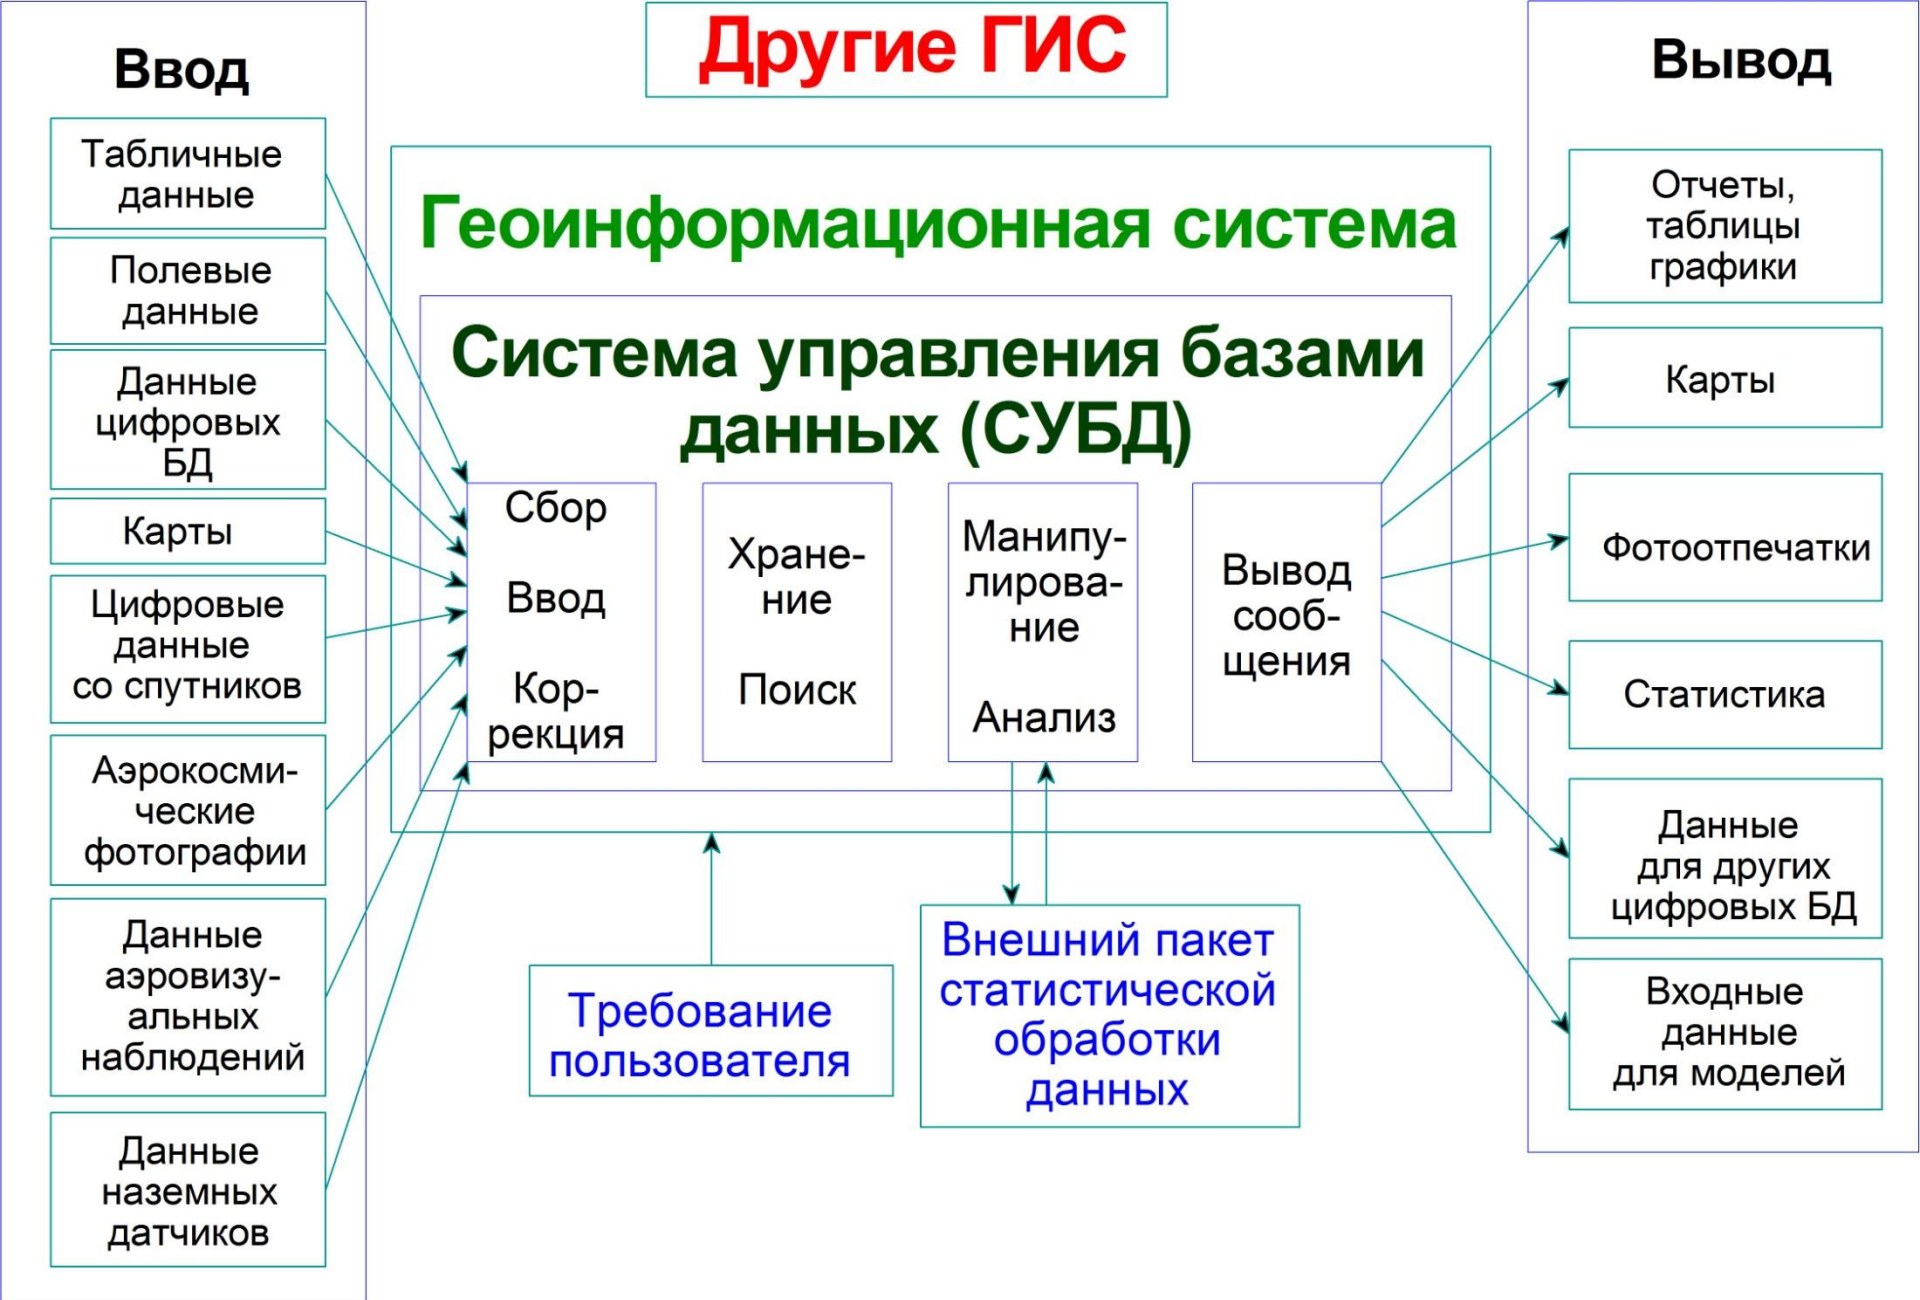 Ввод
Табличные
данные
Полевые
данные
Данные
цифровых
БД
Карты
Цифровые
данные
со спутников
Аэрокосми-
ческие
фотографии
Данные
аэровизу-
альных
наблюдений
Данные
наземных
датчиков
Другие ГИС
Геоинформационная система
Система управления базами
данных (СУБД)
Сбор
Ввод
Кор-
рекция
Хране-
ние
Поиск
Манипу-
лирова-
ние
Анализ
Вывод
сооб-
щения
Требование
пользователя
Внешний пакет
статистической
обработки
данных
Вывод
Отчеты,
таблицы
графики
Карты
Фотоотпечатки
Статистика
Данные
для других
цифровых БД
Входные
данные
для моделей